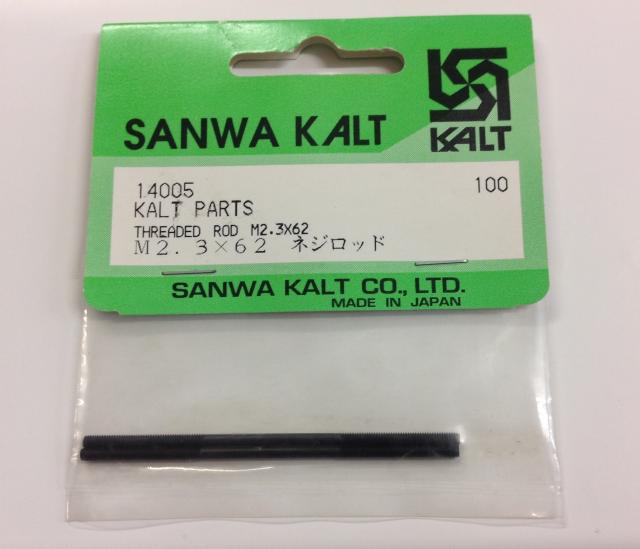 SANWA KALT
KALT
14005 100
KALT PARTS
THREADED ROD M2.3X62
M2.3×62 ネジロッド
SANWA KALT CO., LTD.
MADE IN JAPAN